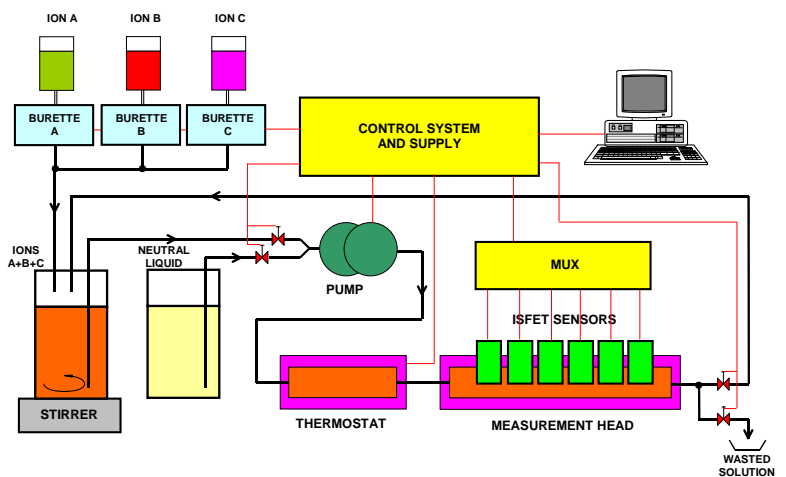 ION A
ION B
ION C
BURETTE
A
BURETTE
B
BURETTE
C
CONTROL SYSTEM
AND SUPPLY
IONS
A+B+C
NEUTRAL
LIQUID
PUMP
MUX
ISFET SENSORS
STIRRER
THERMOSTAT
MEASUREMENT HEAD
WASTED
SOLUTION